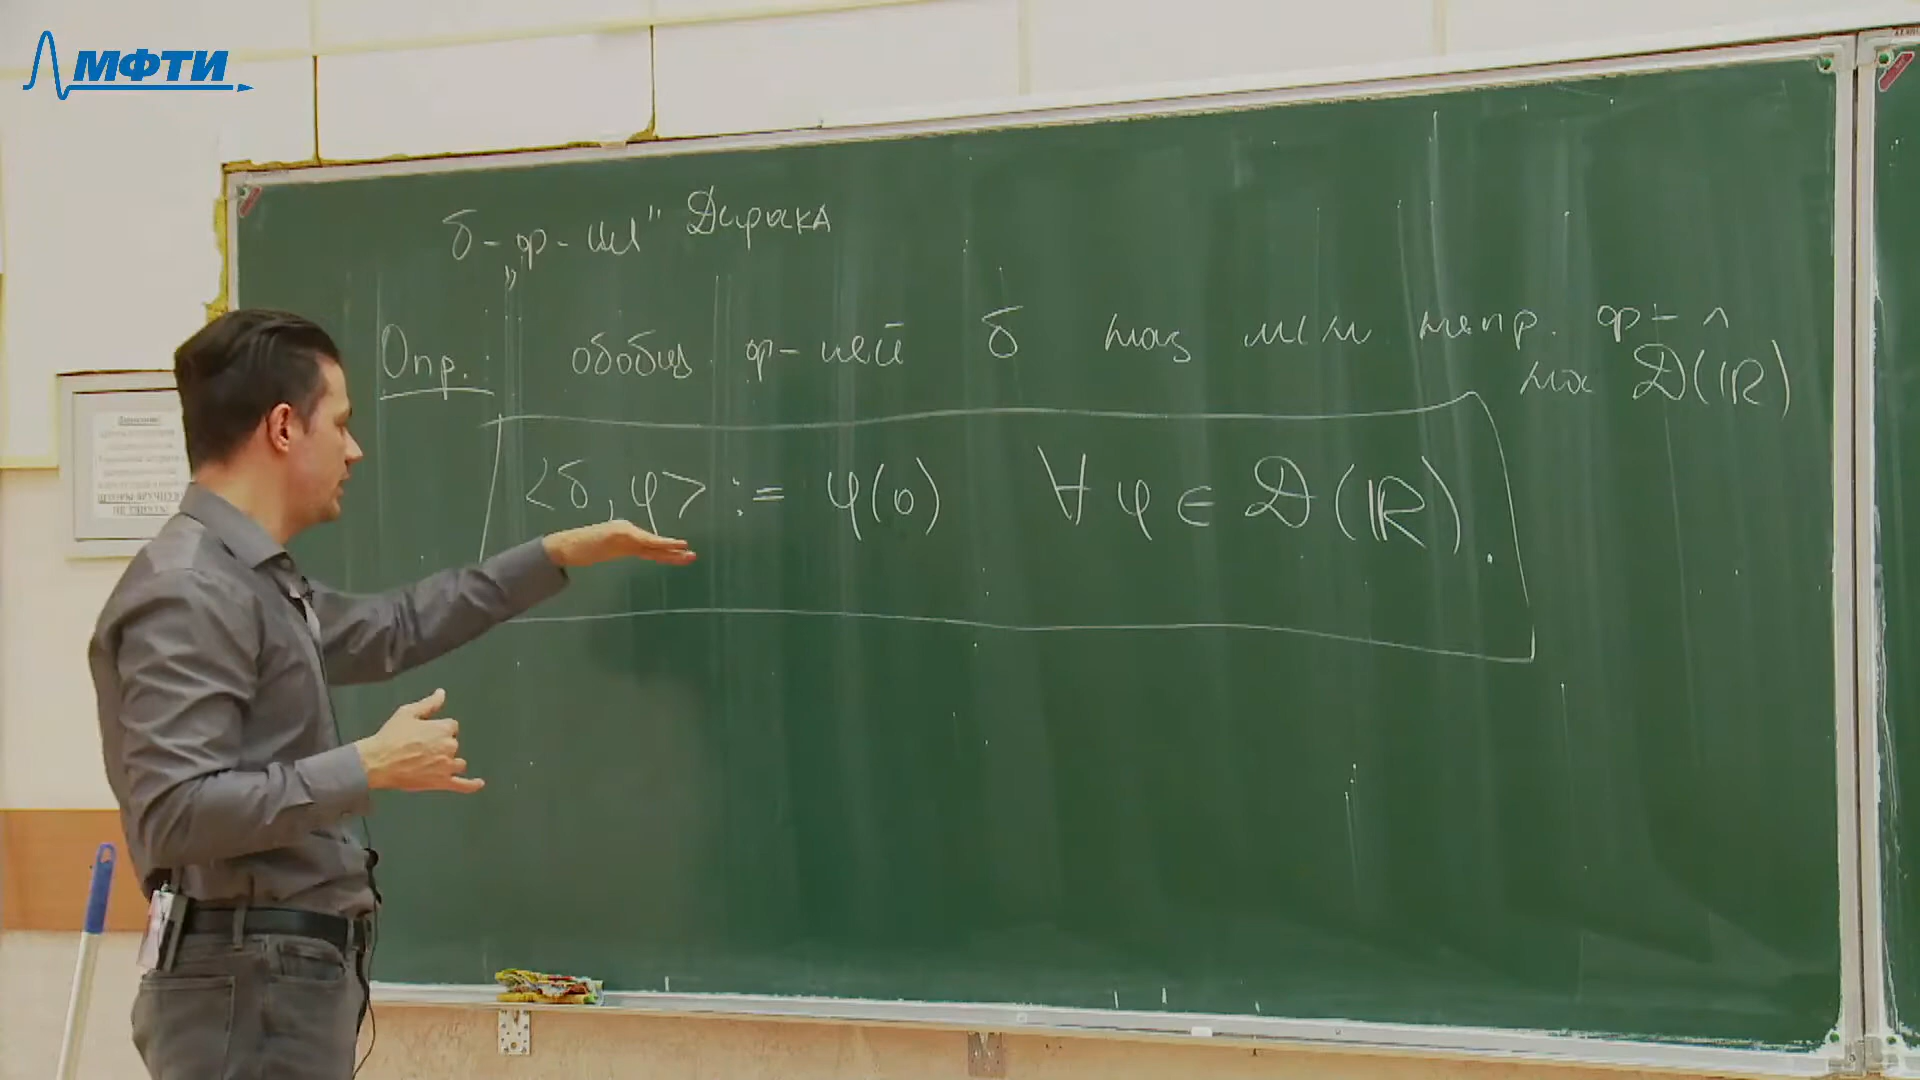 МФТИ
δ-„ф-ция" Дирака
Опр.: обобщ. ф-цией δ наз лин непр. ф-л
на D(ℝ)
<δ, φ> := φ(0) ∀ φ ∈ D(ℝ).